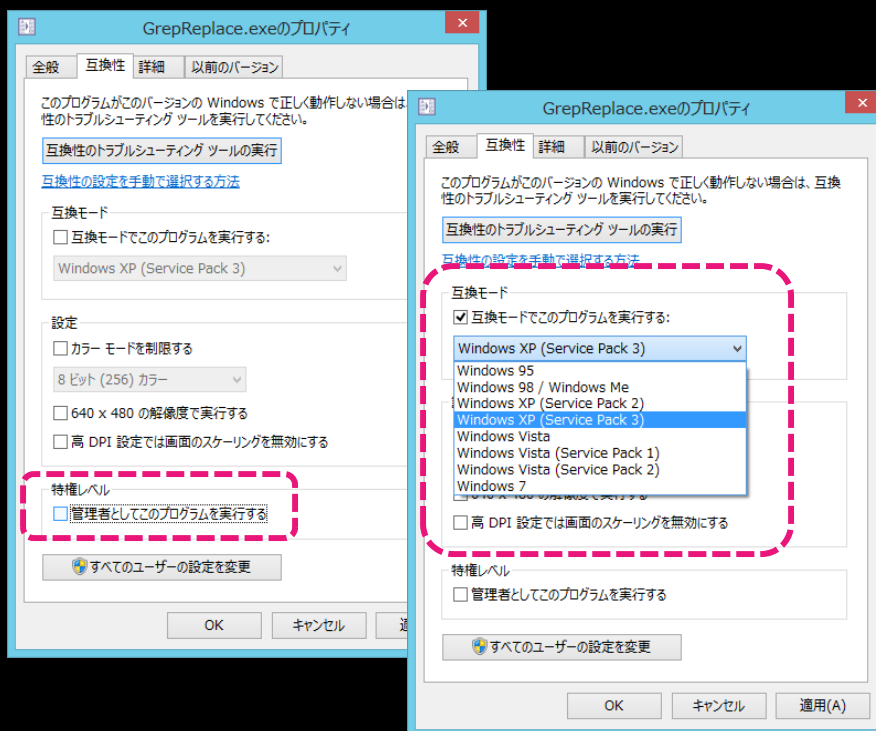 GrepReplace.exeのプロパティ
全般 互換性 詳細 以前のバージョン
このプログラムがこのバージョンの Windows で正しく動作しない場合は、
性のトラブルシューティング ツールを実行してください。
互換性のトラブルシューティング ツールの実行
互換性の設定を手動で選択する方法
互換モード
互換モードでこのプログラムを実行する:
Windows XP (Service Pack 3)
設定
カラー モードを制限する
8 ビット (256) カラー
640 x 480 の解像度で実行する
高 DPI 設定では画面のスケーリングを無効にする
特権レベル
管理者としてこのプログラムを実行する
すべてのユーザーの設定を変更
OK キャンセル
GrepReplace.exeのプロパティ
全般 互換性 詳細 以前のバージョン
このプログラムがこのバージョンの Windows で正しく動作しない場合は、互換
性のトラブルシューティング ツールを実行してください。
互換性のトラブルシューティング ツールの実行
互換性の設定を手動で選択する方法
互換モード
互換モードでこのプログラムを実行する:
Windows XP (Service Pack 3)
Windows 95
Windows 98 / Windows Me
Windows XP (Service Pack 2)
Windows XP (Service Pack 3)
Windows Vista
Windows Vista (Service Pack 1)
Windows Vista (Service Pack 2)
Windows 7
640 x 480 の解像度で実行する
高 DPI 設定では画面のスケーリングを無効にする
特権レベル
管理者としてこのプログラムを実行する
すべてのユーザーの設定を変更
OK キャンセル 適用(A)